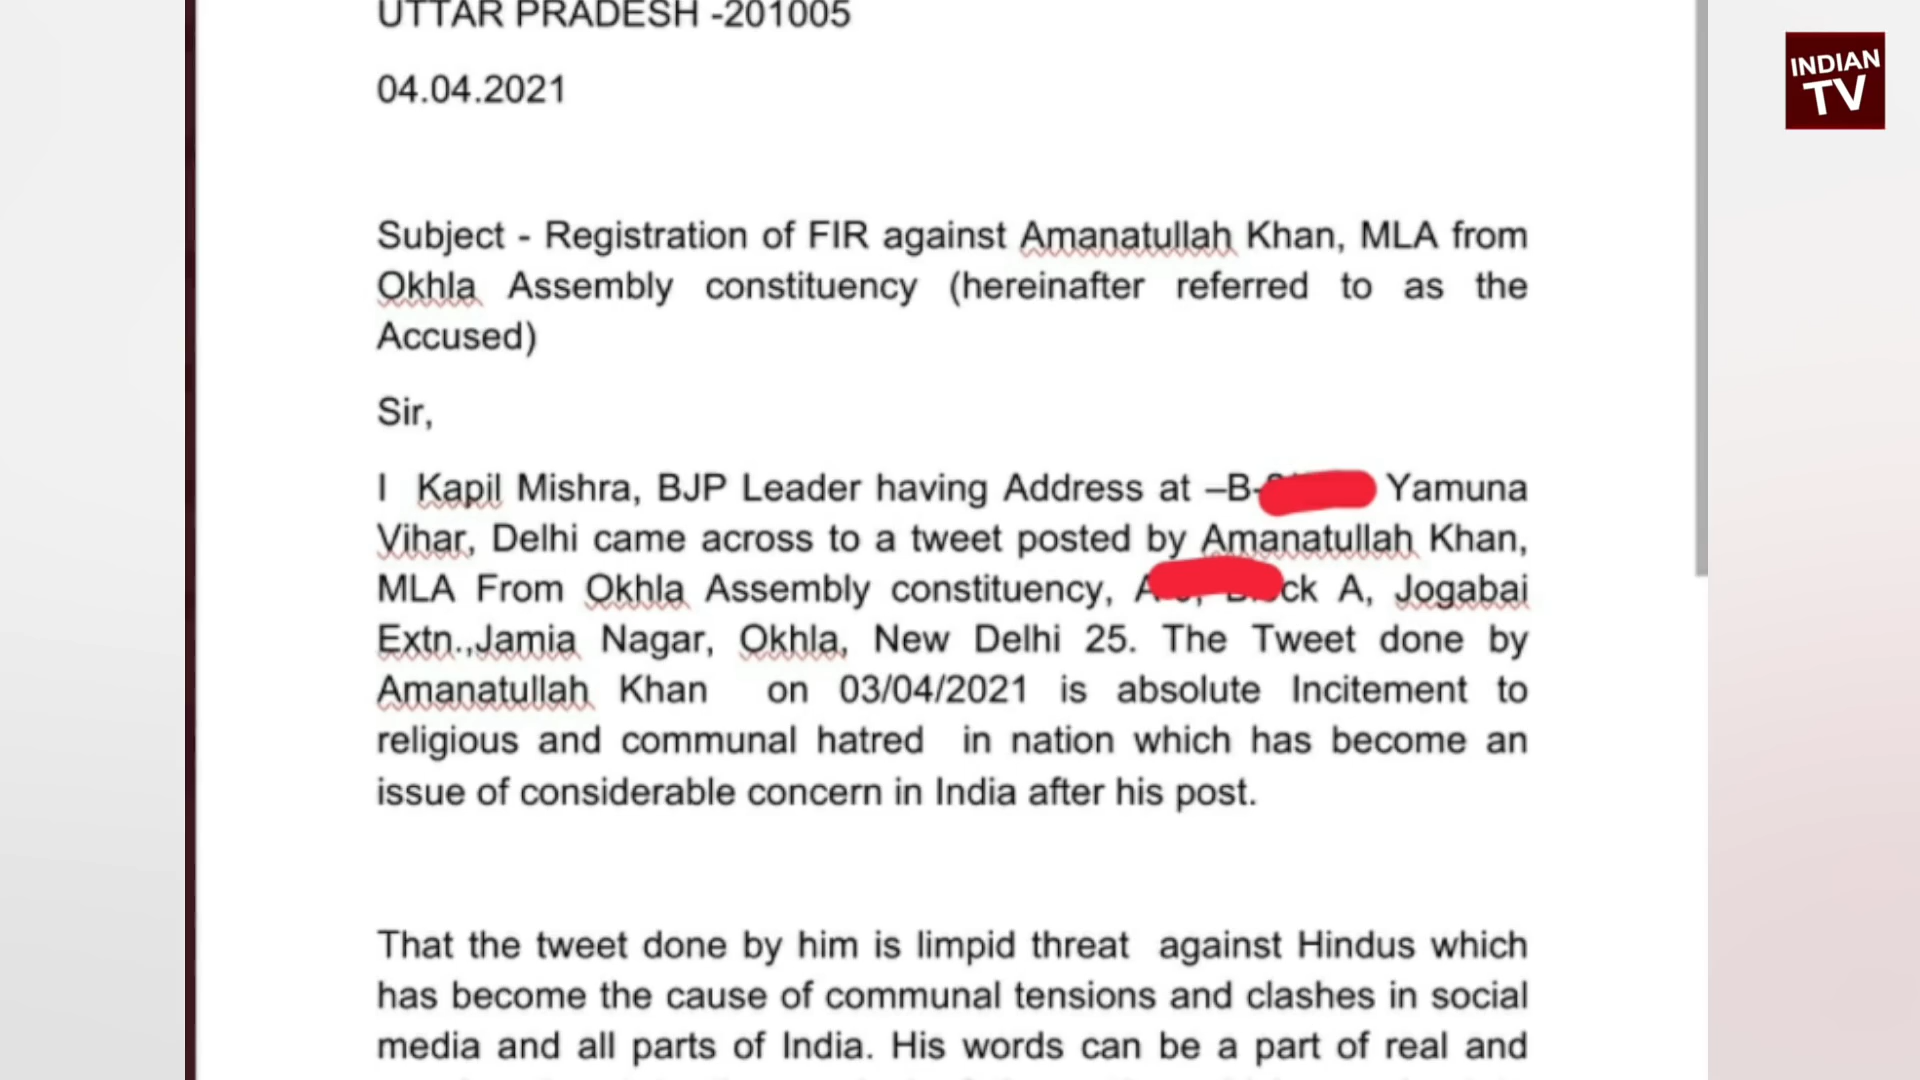 UTTAR PRADESH -201005
INDIAN
TV
04.04.2021
Subject - Registration of FIR against Amanatullah Khan, MLA from
Okhla Assembly constituency (hereinafter referred to as the
Accused)
Sir,
I Kapil Mishra, BJP Leader having Address at –B- Yamuna
Vihar, Delhi came across to a tweet posted by Amanatullah Khan,
MLA From Okhla Assembly constituency, A, Jogabai
Extn.,Jamia Nagar, Okhla, New Delhi 25. The Tweet done by
Amanatullah Khan on 03/04/2021 is absolute Incitement to
religious and communal hatred in nation which has become an
issue of considerable concern in India after his post.
That the tweet done by him is limpid threat against Hindus which
has become the cause of communal tensions and clashes in social
media and all parts of India. His words can be a part of real and